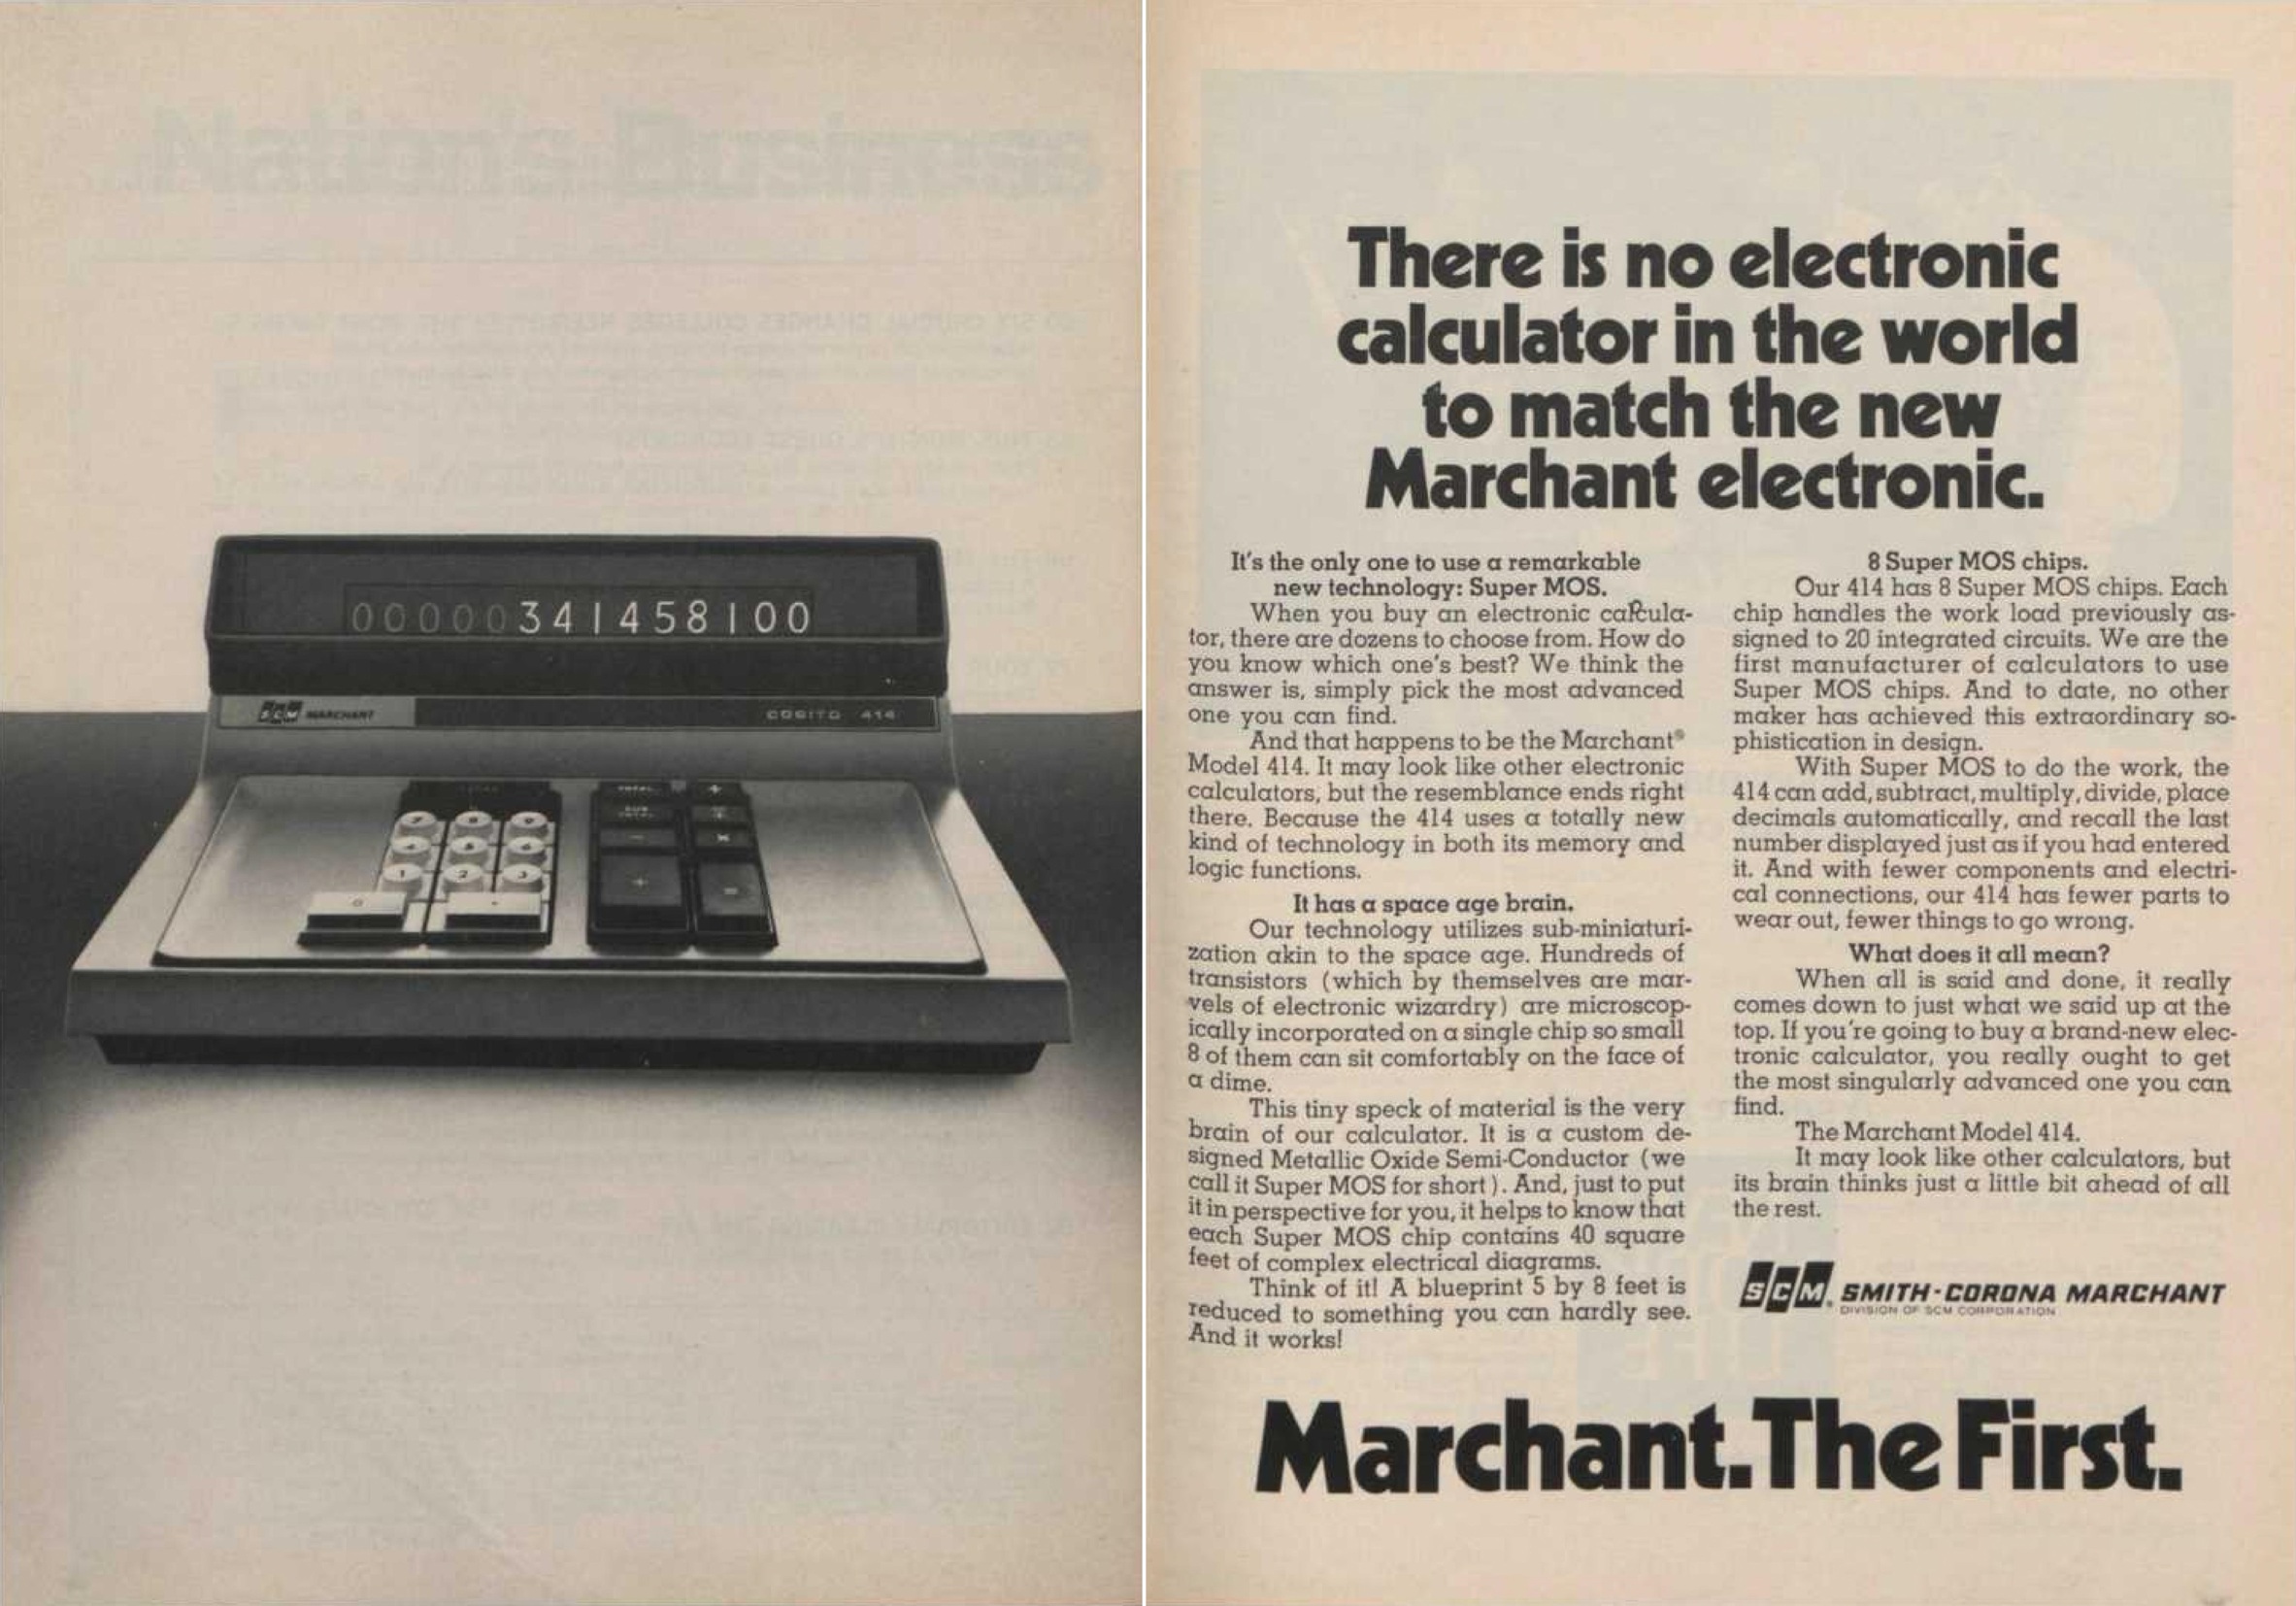 00000341458100
SCM MARCHANT
COGITO 414
7 8 9
4 5 6
1 2 3
0
There is no electronic
calculator in the world
to match the new
Marchant electronic.
It's the only one to use a remarkable
new technology: Super MOS.
When you buy an electronic calcula-
tor, there are dozens to choose from. How do
you know which one's best? We think the
answer is, simply pick the most advanced
one you can find.
And that happens to be the Marchant®
Model 414. It may look like other electronic
calculators, but the resemblance ends right
there. Because the 414 uses a totally new
kind of technology in both its memory and
logic functions.
It has a space age brain.
Our technology utilizes sub-miniaturi-
zation akin to the space age. Hundreds of
transistors (which by themselves are mar-
vels of electronic wizardry) are microscop-
ically incorporated on a single chip so small
8 of them can sit comfortably on the face of
a dime.
This tiny speck of material is the very
brain of our calculator. It is a custom de-
signed Metallic Oxide Semi-Conductor (we
call it Super MOS for short). And, just to put
it in perspective for you, it helps to know that
each Super MOS chip contains 40 square
feet of complex electrical diagrams.
Think of it! A blueprint 5 by 8 feet is
reduced to something you can hardly see.
And it works!
8 Super MOS chips.
Our 414 has 8 Super MOS chips. Each
chip handles the work load previously as-
signed to 20 integrated circuits. We are the
first manufacturer of calculators to use
Super MOS chips. And to date, no other
maker has achieved this extraordinary so-
phistication in design.
With Super MOS to do the work, the
414 can add, subtract, multiply, divide, place
decimals automatically, and recall the last
number displayed just as if you had entered
it. And with fewer components and electri-
cal connections, our 414 has fewer parts to
wear out, fewer things to go wrong.
What does it all mean?
When all is said and done, it really
comes down to just what we said up at the
top. If you're going to buy a brand-new elec-
tronic calculator, you really ought to get
the most singularly advanced one you can
find.
The Marchant Model 414.
It may look like other calculators, but
its brain thinks just a little bit ahead of all
the rest.
SCM® SMITH-CORONA MARCHANT
DIVISION OF SCM CORPORATION
Marchant. The First.